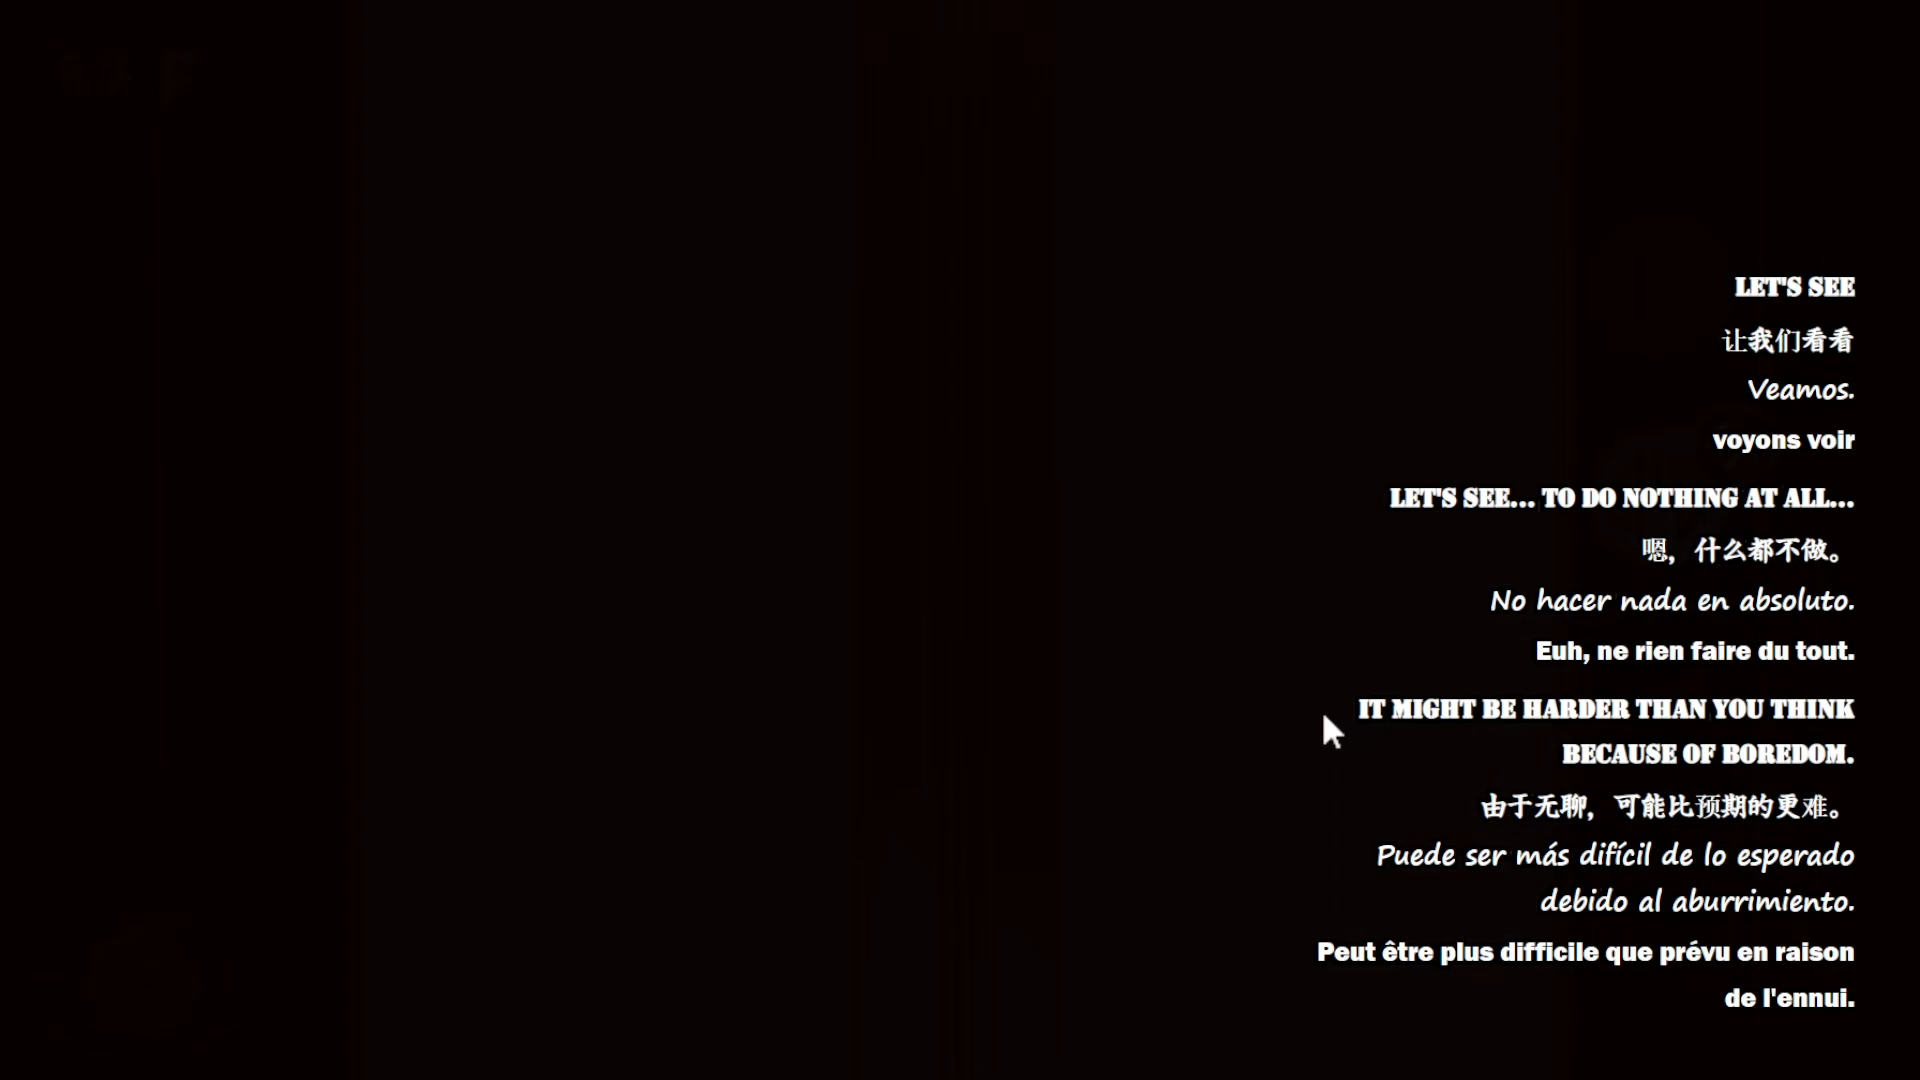 LET'S SEE
让我们看看
Veamos.
voyons voir
LET'S SEE... TO DO NOTHING AT ALL...
嗯，什么都不做。
No hacer nada en absoluto.
Euh, ne rien faire du tout.
IT MIGHT BE HARDER THAN YOU THINK
BECAUSE OF BOREDOM.
由于无聊，可能比预期的更难。
Puede ser más difícil de lo esperado
debido al aburrimiento.
Peut être plus difficile que prévu en raison
de l'ennui.